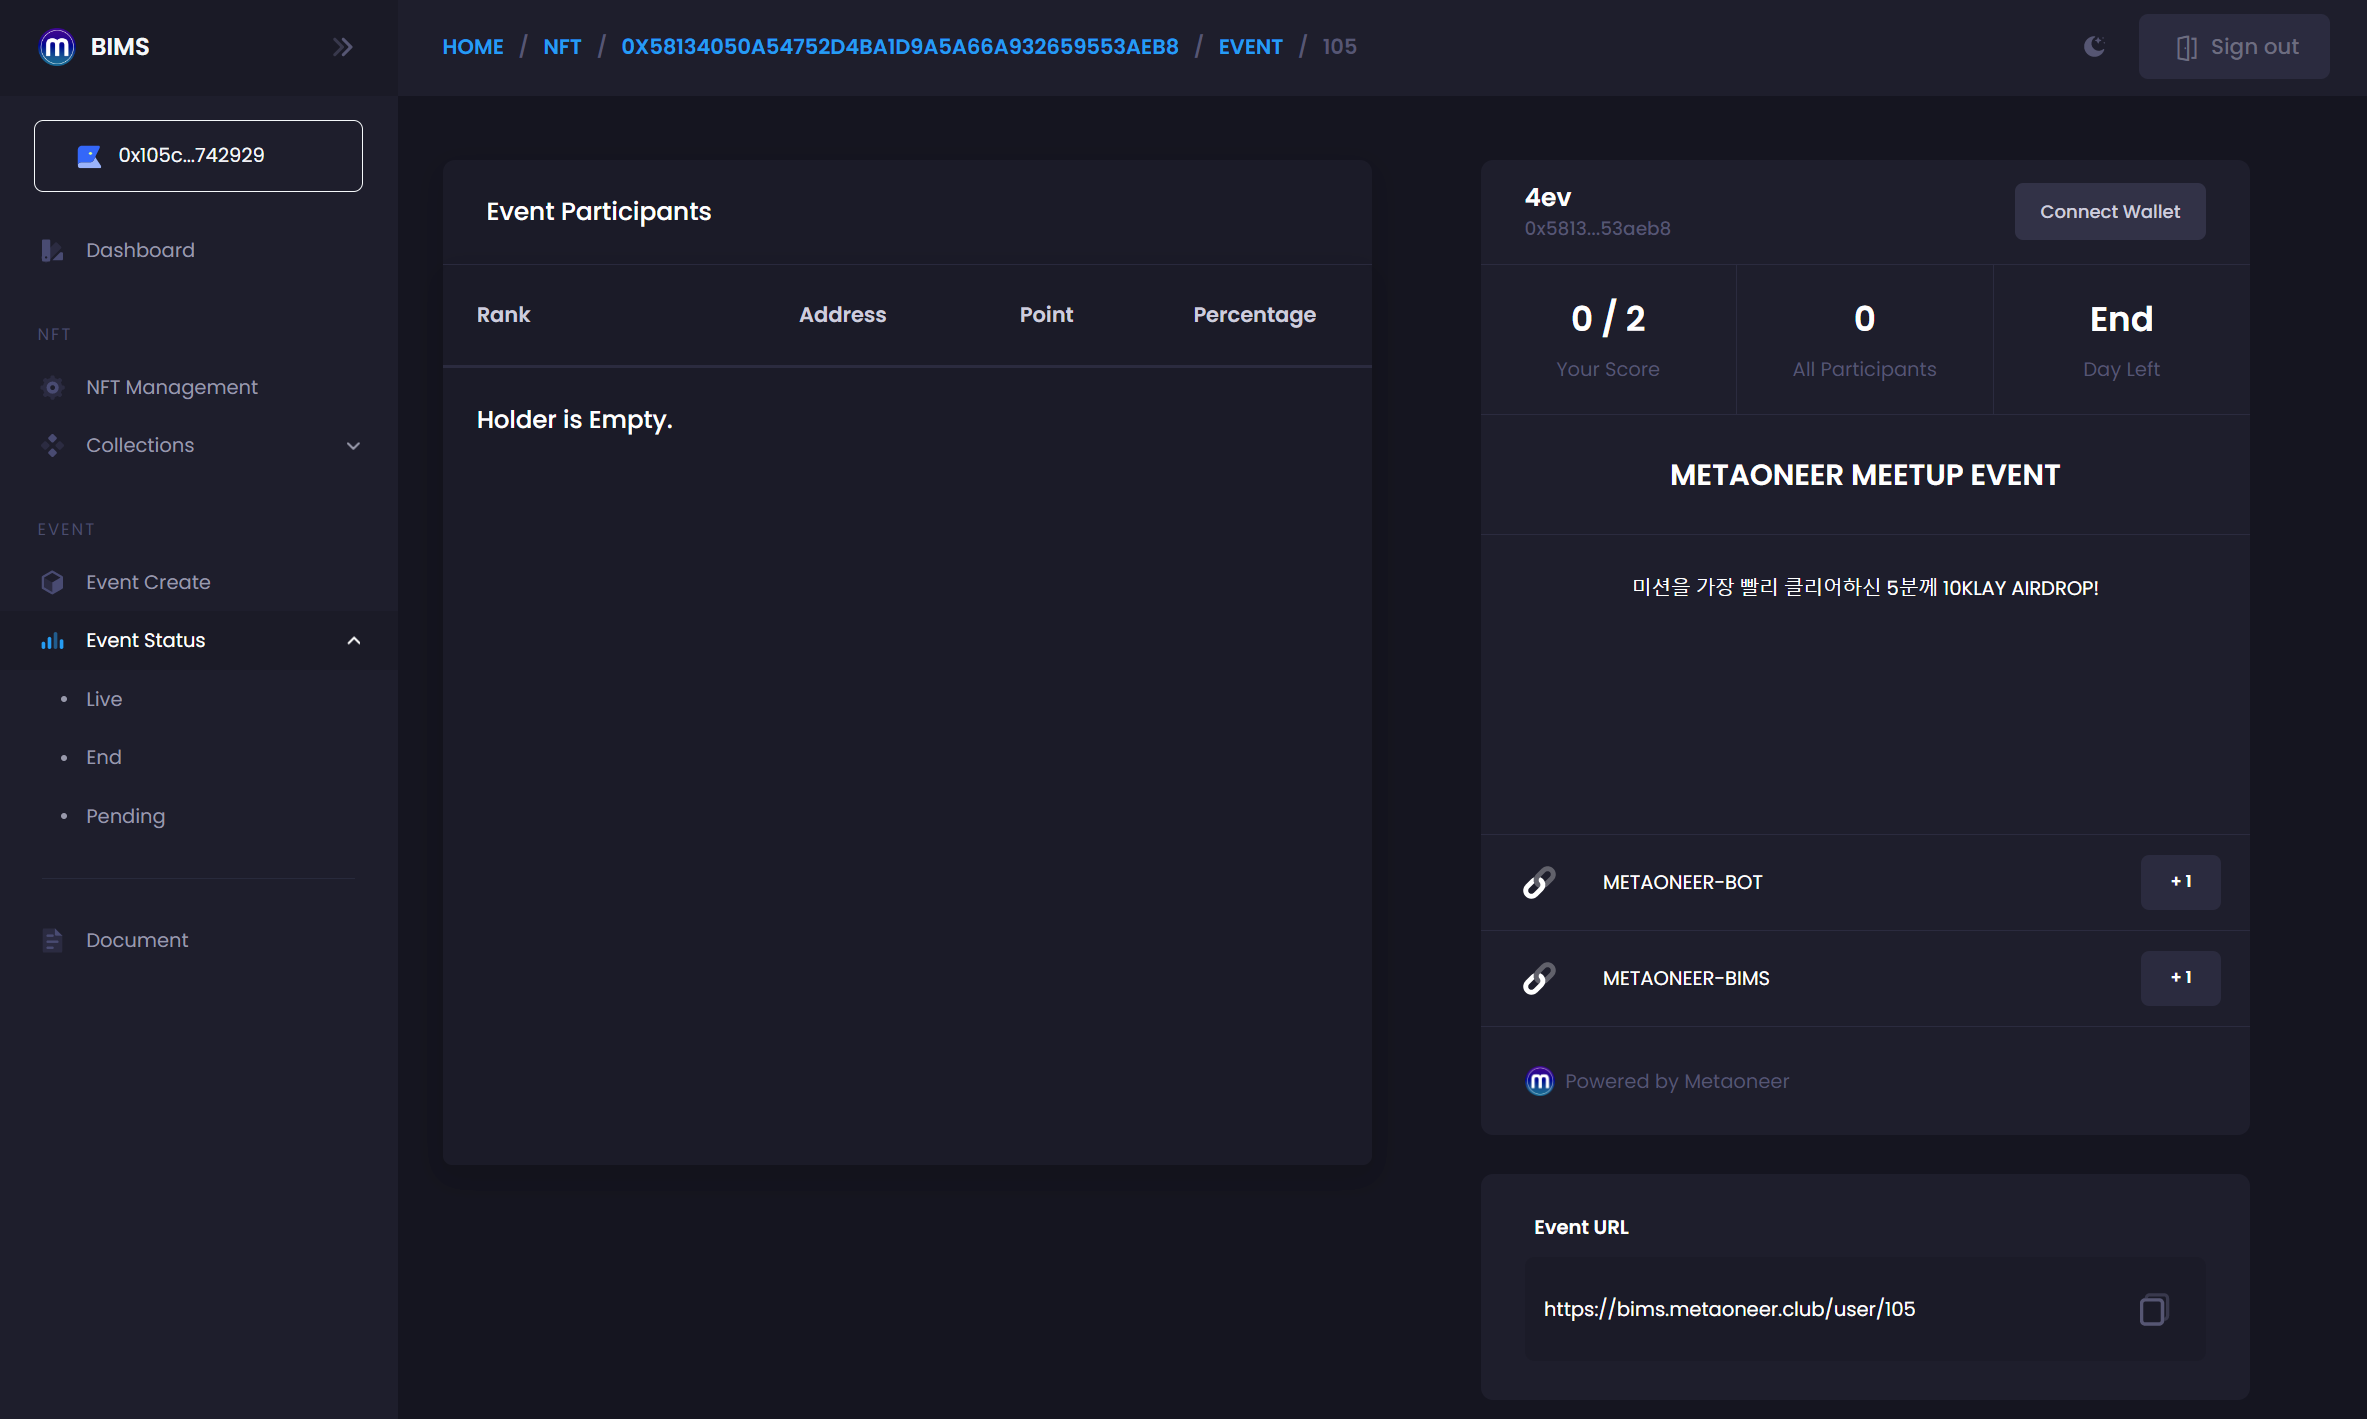 BIMS
HOME / NFT / 0X58134050A54752D4BA1D9A5A66A932659553AEB8 / EVENT / 105
Sign out
0x105c...742929
Dashboard
NFT
NFT Management
Collections
EVENT
Event Create
Event Status
• Live
• End
• Pending
Document
Event Participants
Rank Address Point Percentage
Holder is Empty.
4ev
0x5813...53aeb8
Connect Wallet
0 / 2
Your Score
0
All Participants
End
Day Left
METAONEER MEETUP EVENT
미션을 가장 빨리 클리어하신 5분께 10KLAY AIRDROP!
METAONEER-BOT
+ 1
METAONEER-BIMS
+ 1
m Powered by Metaoneer
Event URL
https://bims.metaoneer.club/user/105